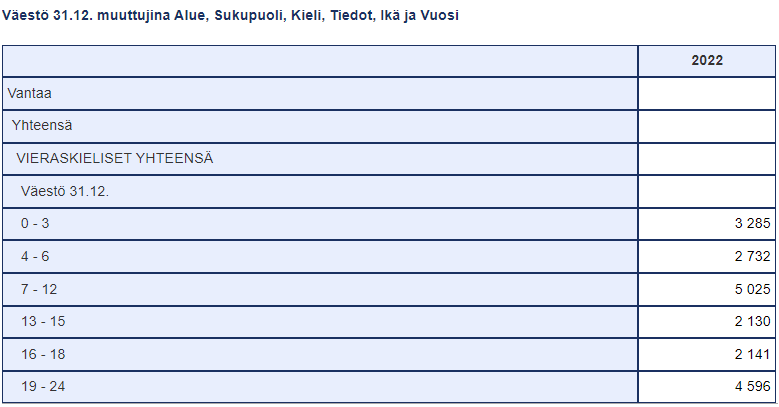 Väestö 31.12. muuttujina Alue, Sukupuoli, Kieli, Tiedot, Ikä ja Vuosi
2022
Vantaa
Yhteensä
VIERASKIELISET YHTEENSÄ
Väestö 31.12.
0 - 3 3 285
4 - 6 2 732
7 - 12 5 025
13 - 15 2 130
16 - 18 2 141
19 - 24 4 596